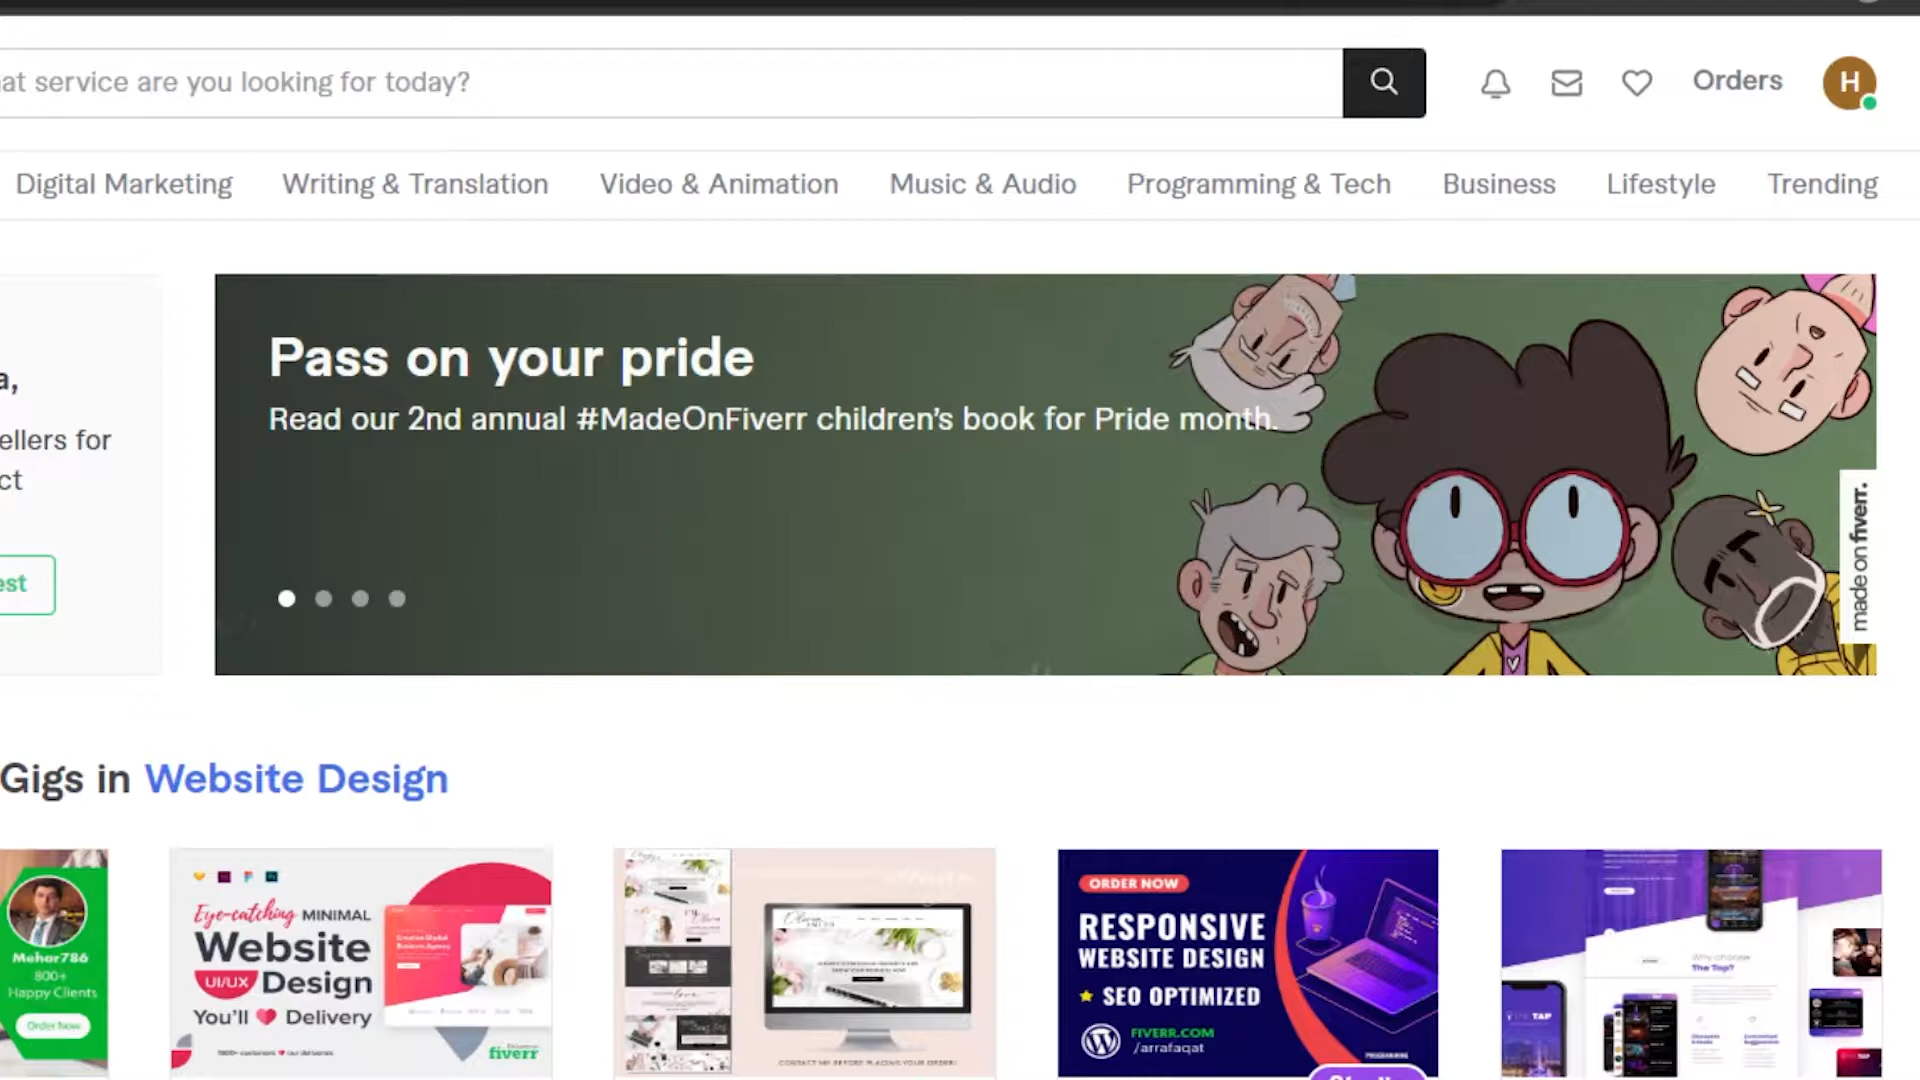 at service are you looking for today?
Orders
H
Digital Marketing
Writing & Translation
Video & Animation
Music & Audio
Programming & Tech
Business
Lifestyle
Trending
a,
ellers for
ct
est
Pass on your pride
Read our 2nd annual #MadeOnFiverr children's book for Pride month.
made on fiverr.
Gigs in Website Design
Mehar786
800+
Happy Clients
Order Now
Eye-catching MINIMAL
Website
UI/UX Design
You'll Delivery
fiverr
CONTACT ME BEFORE PLACING YOUR ORDER!
ORDER NOW
RESPONSIVE
WEBSITE DESIGN
SEO OPTIMIZED
FIVERR.COM
/arrafaqat
PROGRAMMING
Why choose
The Tap?
THE TAP